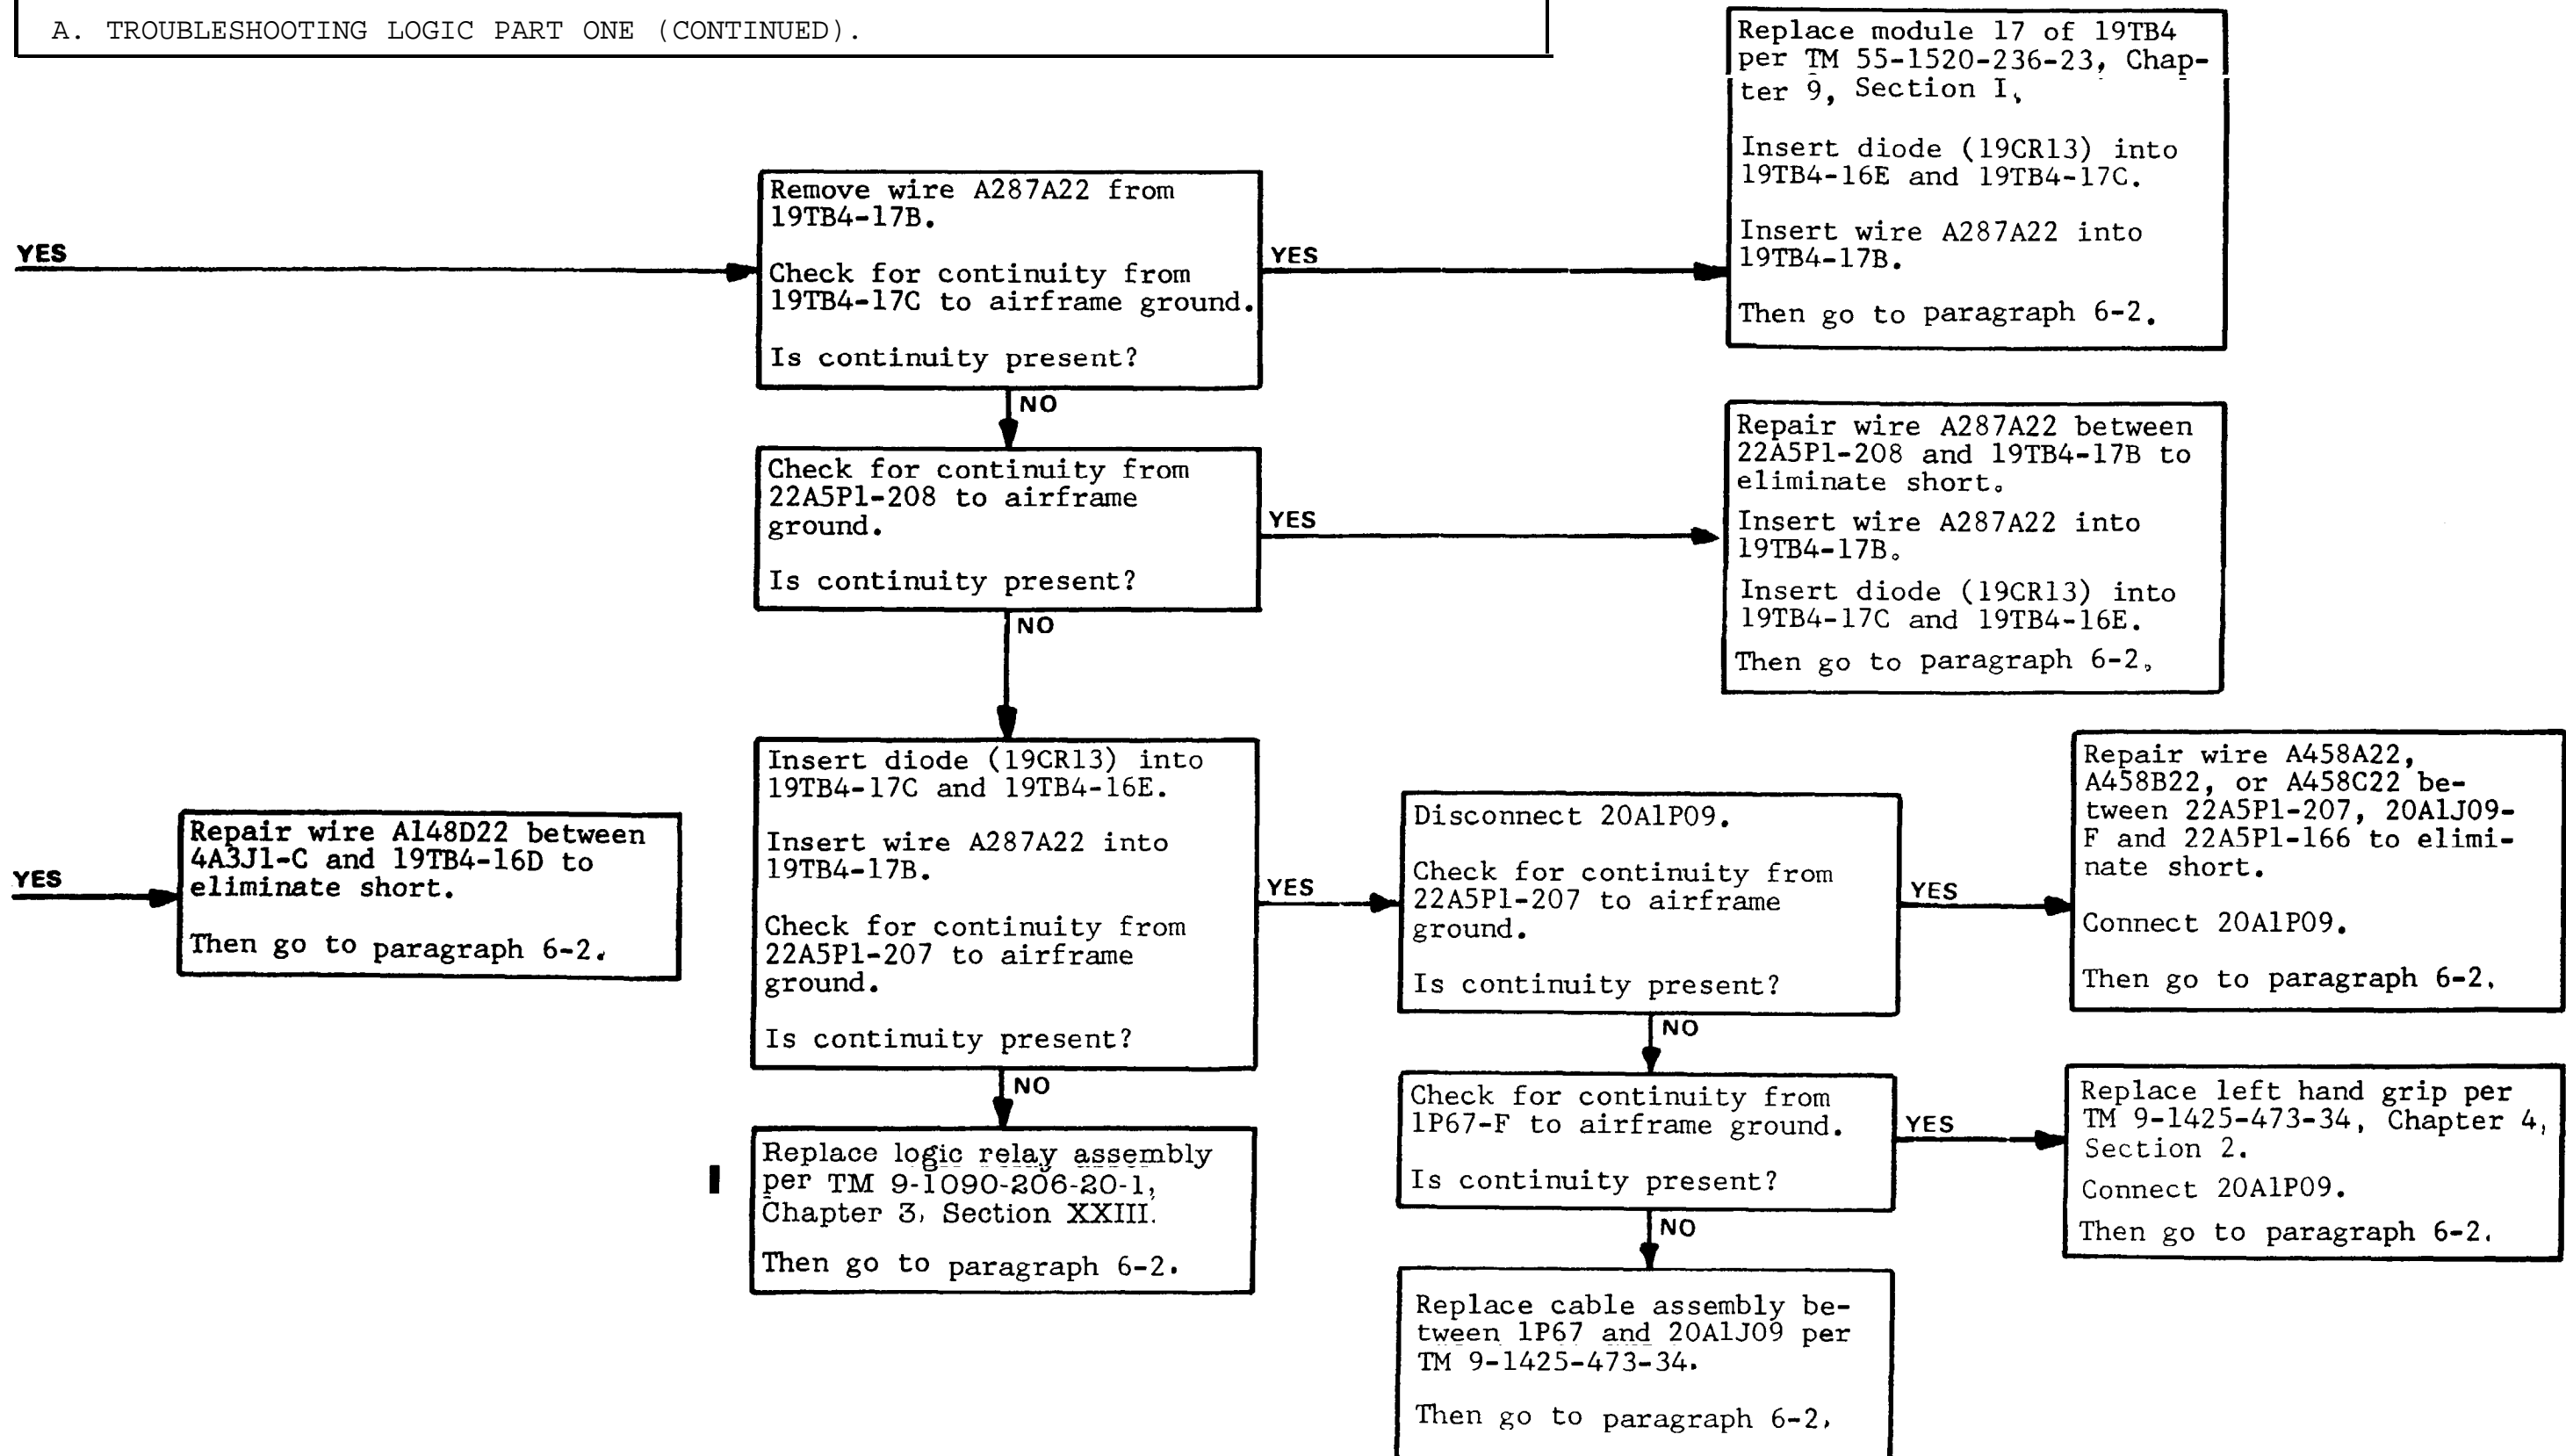 A. TROUBLESHOOTING LOGIC PART ONE (CONTINUED).
YES
Remove wire A287A22 from
19TB4-17B.
Check for continuity from
19TB4-17C to airframe ground.
Is continuity present?
YES
Replace module 17 of 19TB4
per TM 55-1520-236-23, Chap-
ter 9, Section I.
Insert diode (19CR13) into
19TB4-16E and 19TB4-17C.
Insert wire A287A22 into
19TB4-17B.
Then go to paragraph 6-2.
NO
Check for continuity from
22A5P1-208 to airframe
ground.
Is continuity present?
YES
Repair wire A287A22 between
22A5P1-208 and 19TB4-17B to
eliminate short.
Insert wire A287A22 into
19TB4-17B.
Insert diode (19CR13) into
19TB4-17C and 19TB4-16E.
Then go to paragraph 6-2.
NO
YES
Repair wire A148D22 between
4A3J1-C and 19TB4-16D to
eliminate short.
Then go to paragraph 6-2.
Insert diode (19CR13) into
19TB4-17C and 19TB4-16E.
Insert wire A287A22 into
19TB4-17B.
Check for continuity from
22A5P1-207 to airframe
ground.
Is continuity present?
YES
Disconnect 20A1P09.
Check for continuity from
22A5P1-207 to airframe
ground.
Is continuity present?
YES
Repair wire A458A22,
A458B22, or A458C22 be-
tween 22A5P1-207, 20A1J09-
F and 22A5P1-166 to elimi-
nate short.
Connect 20A1P09.
Then go to paragraph 6-2.
NO
Replace logic relay assembly
per TM 9-1090-206-20-1,
Chapter 3, Section XXIII.
Then go to paragraph 6-2.
NO
Check for continuity from
1P67-F to airframe ground.
Is continuity present?
YES
Replace left hand grip per
TM 9-1425-473-34, Chapter 4,
Section 2.
Connect 20A1P09.
Then go to paragraph 6-2.
NO
Replace cable assembly be-
tween 1P67 and 20A1J09 per
TM 9-1425-473-34.
Then go to paragraph 6-2.